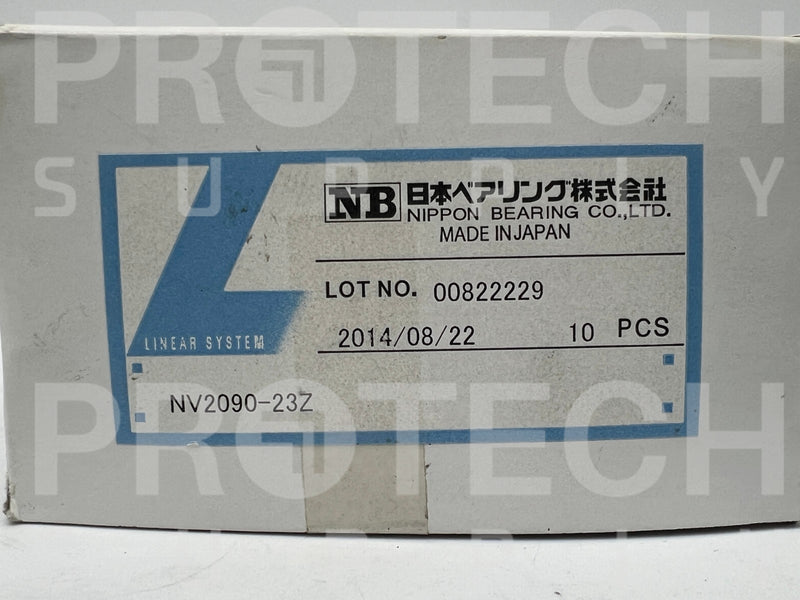 PROTECH
SUPPLY
NB 日本ベアリング株式会社
NIPPON BEARING CO.,LTD.
MADE IN JAPAN
LOT NO. 00822229
2014/08/22 10 PCS
LINEAR SYSTEM
NV2090-23Z
PROTECH
SUPPLY